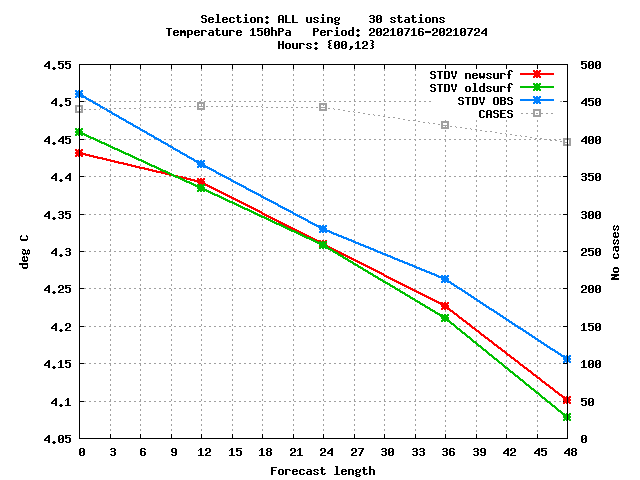 Selection: ALL using    30 stations
Temperature 150hPa   Period: 20210716-20210724
Hours: {00,12}
4.55
4.5
4.45
4.4
4.35
4.3
4.25
4.2
4.15
4.1
4.05
deg C
STDV newsurf
STDV oldsurf
STDV OBS
CASES
500
450
400
350
300
250
200
150
100
50
0
No cases
0 3 6 9 12 15 18 21 24 27 30 33 36 39 42 45 48
Forecast length